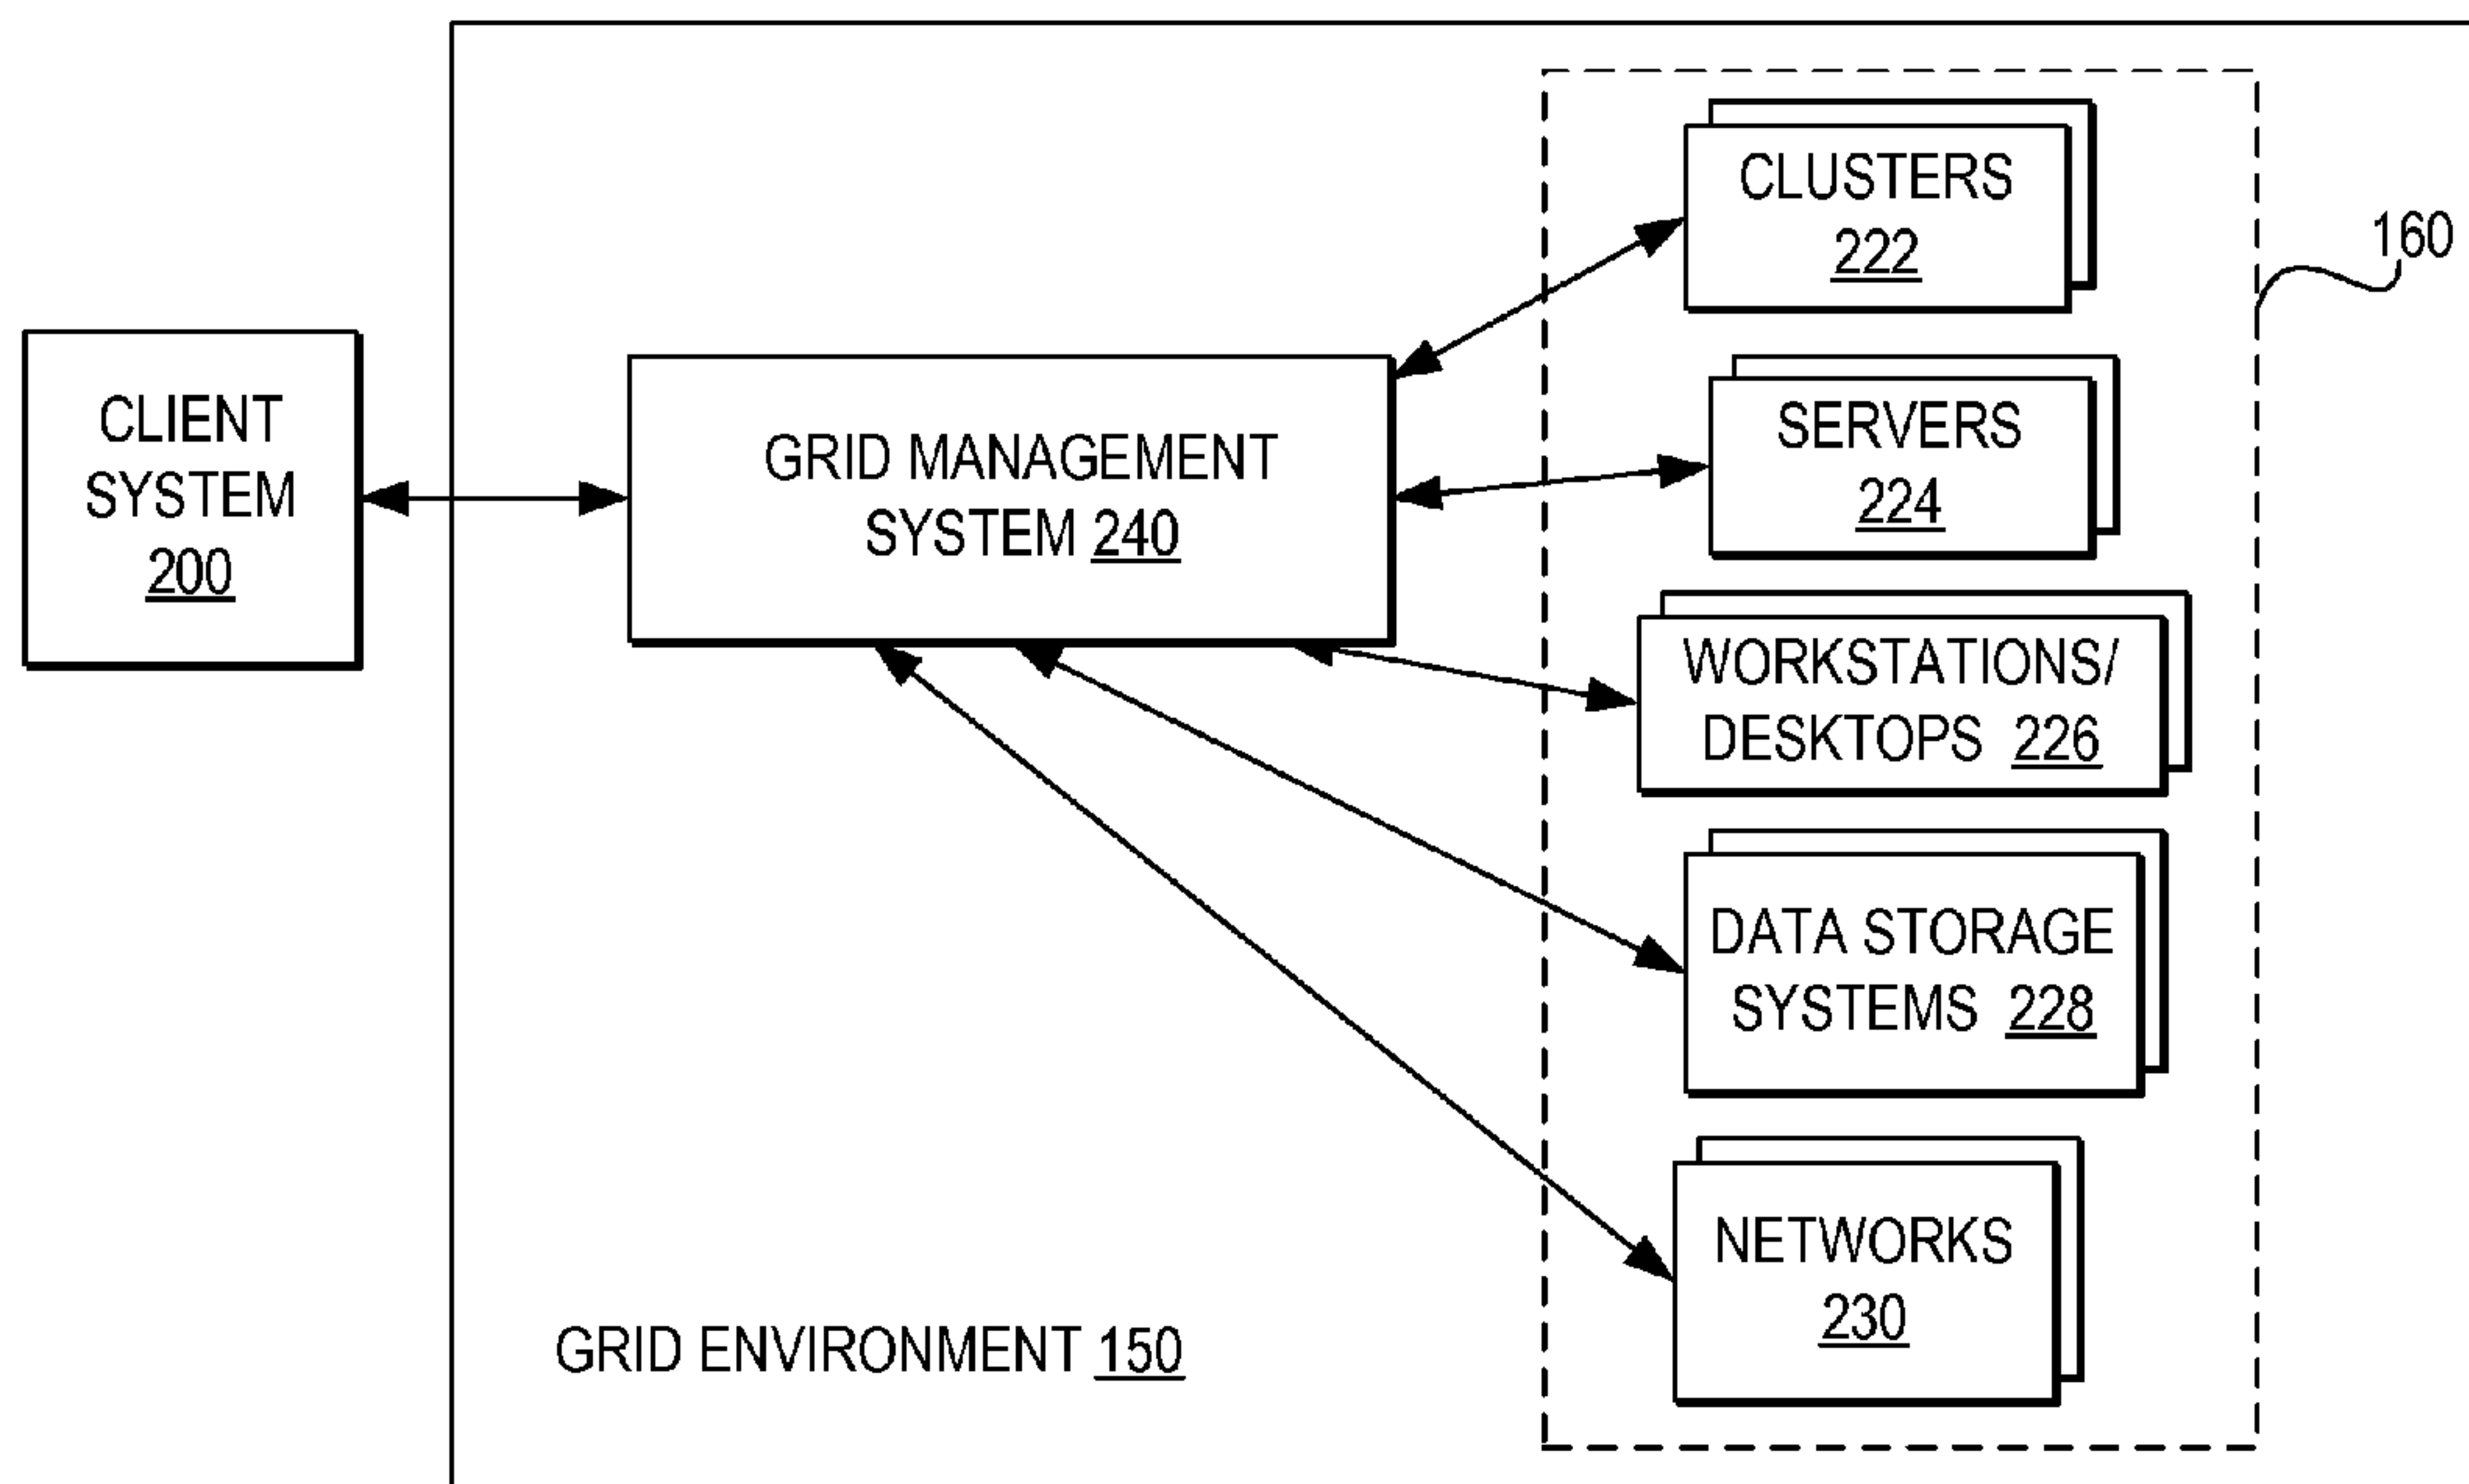 CLIENT
SYSTEM
200
GRID MANAGEMENT
SYSTEM 240
CLUSTERS
222
160
SERVERS
224
WORKSTATIONS/
DESKTOPS 226
DATA STORAGE
SYSTEMS 228
NETWORKS
230
GRID ENVIRONMENT 150